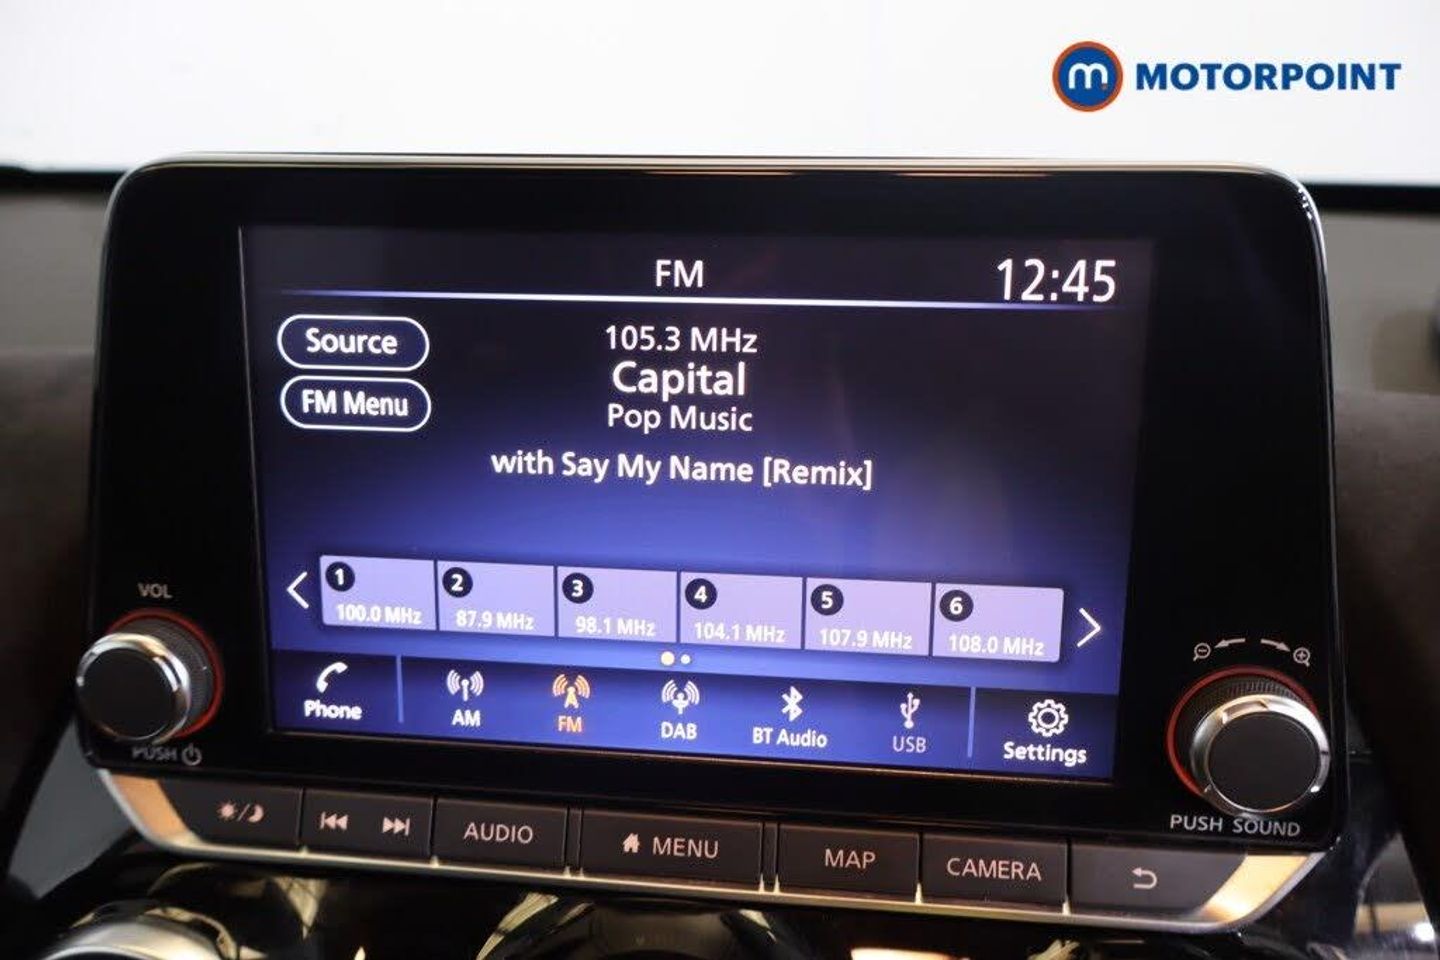 m MOTORPOINT
FM 12:45
Source
FM Menu
105.3 MHz
Capital
Pop Music
with Say My Name [Remix]
1 2 3 4 5 6
100.0 MHz 87.9 MHz 98.1 MHz 104.1 MHz 107.9 MHz 108.0 MHz
Phone AM FM DAB BT Audio USB Settings
VOL
PUSH
PUSH SOUND
AUDIO MENU MAP CAMERA